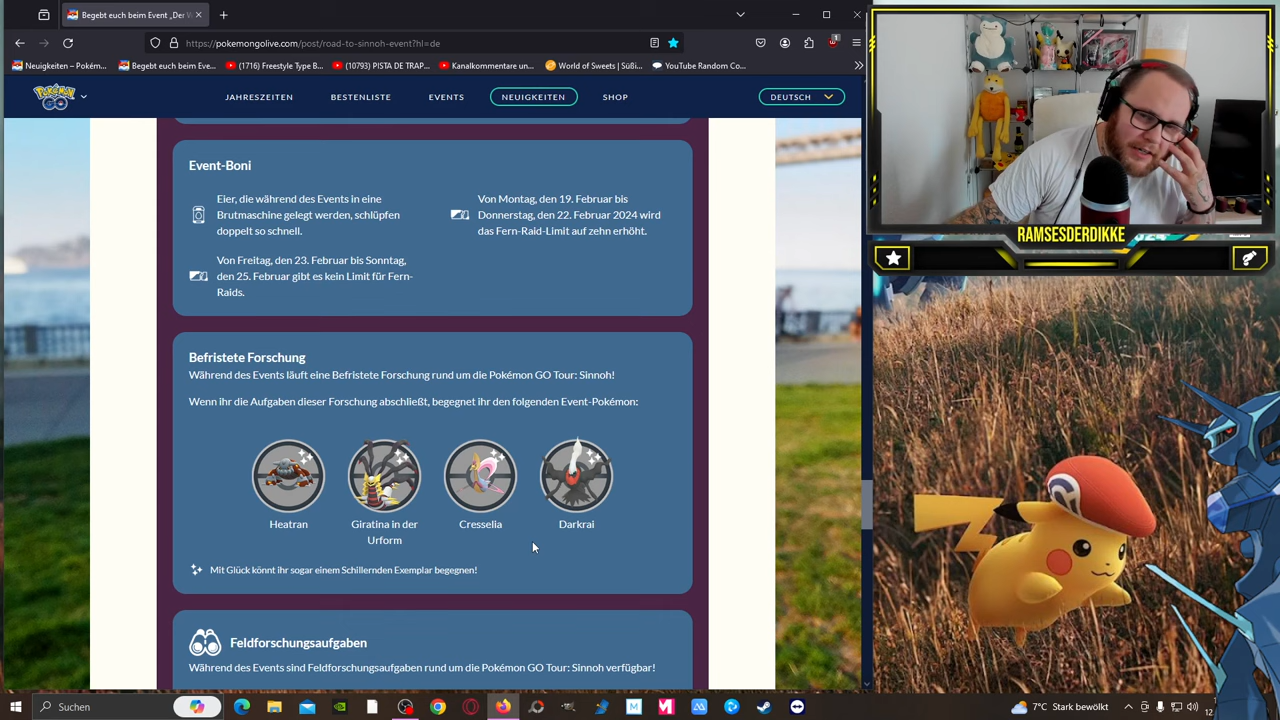 Begebt euch beim Event „Der W
https://pokemongolive.com/post/road-to-sinnoh-event?hl=de
1
Neuigkeiten – Pokém...
Begebt euch beim Eve...
(1716) Freestyle Type B...
(10793) PISTA DE TRAP...
Kanalkommentare un...
World of Sweets | Süßi...
YouTube Random Co...
Pokémon GO
JAHRESZEITEN
BESTENLISTE
EVENTS
NEUIGKEITEN
SHOP
DEUTSCH
Event-Boni
Eier, die während des Events in eine
Brutmaschine gelegt werden, schlüpfen
doppelt so schnell.
Von Montag, den 19. Februar bis
Donnerstag, den 22. Februar 2024 wird
das Fern-Raid-Limit auf zehn erhöht.
Von Freitag, den 23. Februar bis Sonntag,
den 25. Februar gibt es kein Limit für Fern-
Raids.
Befristete Forschung
Während des Events läuft eine Befristete Forschung rund um die Pokémon GO Tour: Sinnoh!
Wenn ihr die Aufgaben dieser Forschung abschließt, begegnet ihr den folgenden Event-Pokémon:
Heatran
Giratina in der
Urform
Cresselia
Darkrai
Mit Glück könnt ihr sogar einem Schillernden Exemplar begegnen!
Feldforschungsaufgaben
Während des Events sind Feldforschungsaufgaben rund um die Pokémon GO Tour: Sinnoh verfügbar!
RAMSESDERDIKKE
Suchen
7°C Stark bewölkt